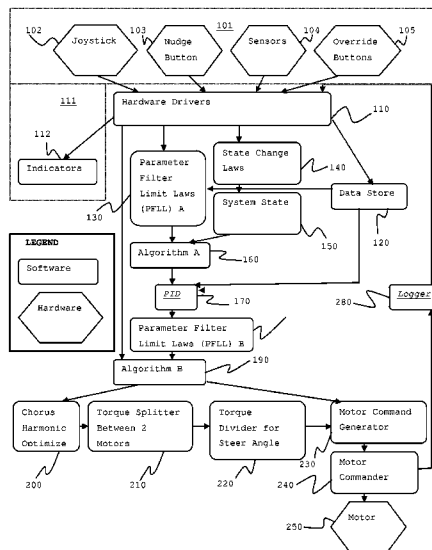 101
102
103
104
105
Joystick
Nudge
Button
Sensors
Override
Buttons
111
112
Hardware Drivers
110
Indicators
Parameter
Filter
Limit Laws
(PFLL) A
130
State Change
Laws
140
System State
150
Data Store
120
Algorithm A
160
LEGEND
Software
Hardware
PID
170
280
Logger
Parameter Filter
Limit Laws (PFLL) B
Algorithm B
190
Chorus
Harmonic
Optimize
200
Torque Splitter
Between 2
Motors
210
Torque
Divider for
Steer Angle
220
Motor Command
Generator
230
Motor
Commander
240
Motor
250